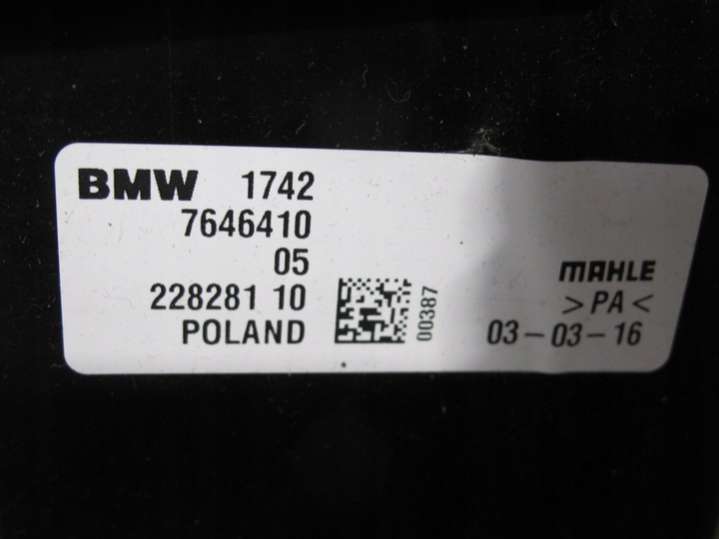 BMW 1742
7646410
05
228281 10
POLAND
00387
MAHLE
>PA<
03-03-16